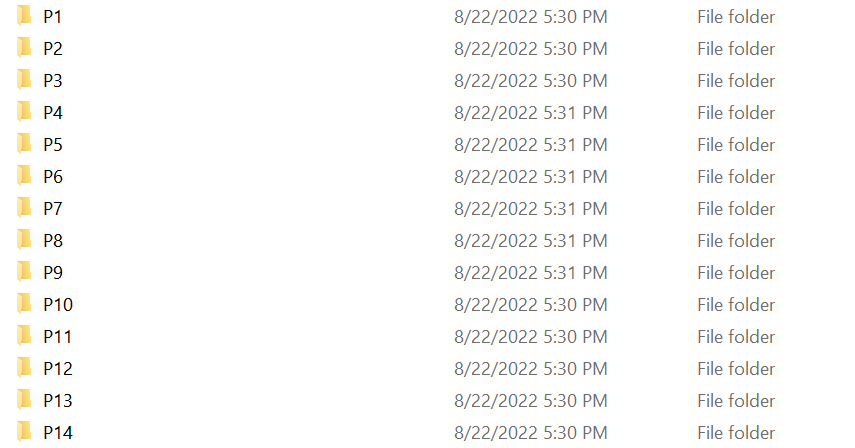 P1 8/22/2022 5:30 PM File folder
P2 8/22/2022 5:30 PM File folder
P3 8/22/2022 5:30 PM File folder
P4 8/22/2022 5:31 PM File folder
P5 8/22/2022 5:31 PM File folder
P6 8/22/2022 5:31 PM File folder
P7 8/22/2022 5:31 PM File folder
P8 8/22/2022 5:31 PM File folder
P9 8/22/2022 5:31 PM File folder
P10 8/22/2022 5:30 PM File folder
P11 8/22/2022 5:30 PM File folder
P12 8/22/2022 5:30 PM File folder
P13 8/22/2022 5:30 PM File folder
P14 8/22/2022 5:30 PM File folder